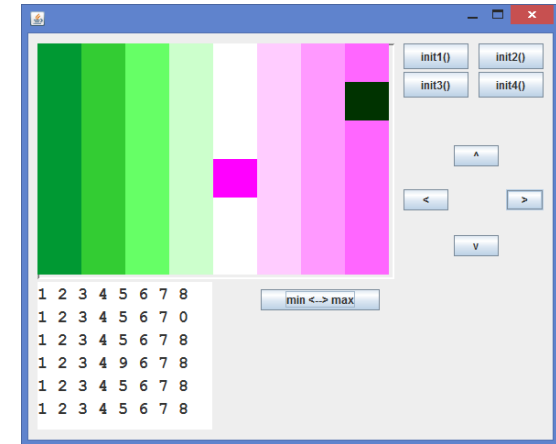 init1() init2()
init3() init4()
^
< >
v
min <--> max
1 2 3 4 5 6 7 8
1 2 3 4 5 6 7 0
1 2 3 4 5 6 7 8
1 2 3 4 9 6 7 8
1 2 3 4 5 6 7 8
1 2 3 4 5 6 7 8